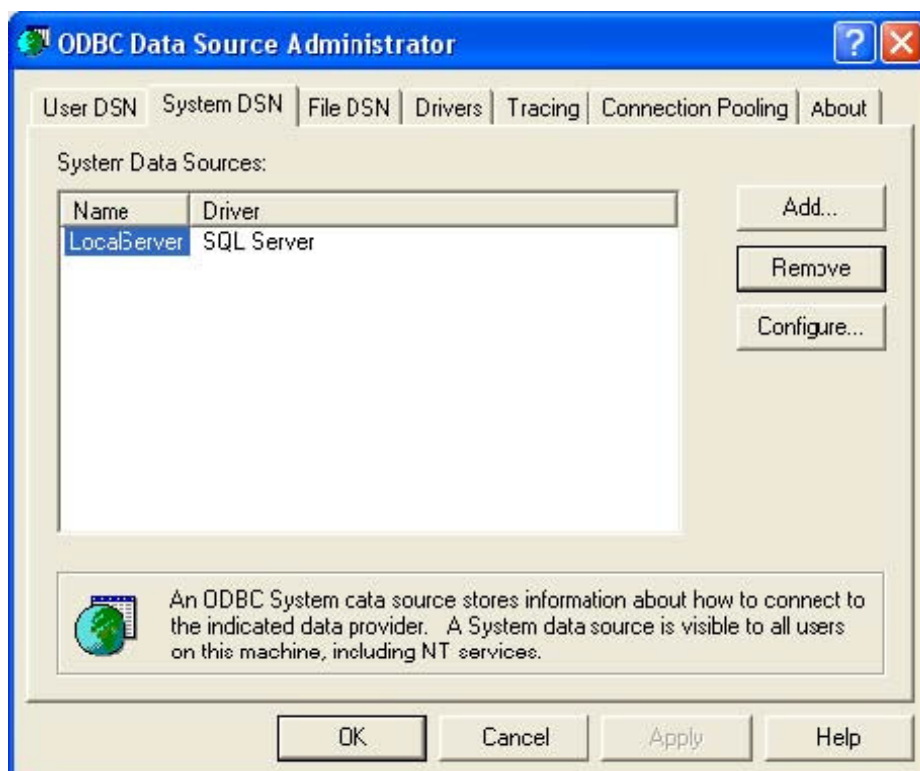 ODBC Data Source Administrator
User DSN System DSN File DSN Drivers Tracing Connection Pooling About
System Data Sources:
Name Driver
LocalServer SQL Server
Add...
Remove
Configure...
An ODBC System data source stores information about how to connect to
the indicated data provider. A System data source is visible to all users
on this machine, including NT services.
OK Cancel Apply Help